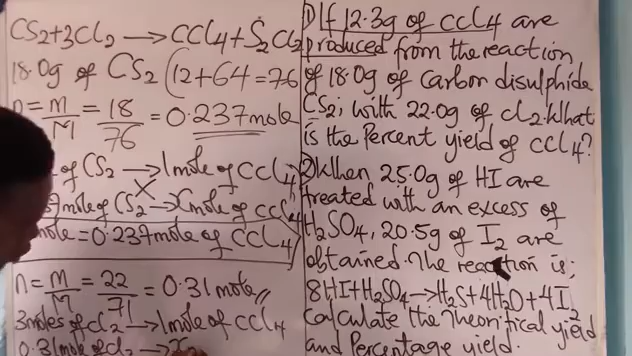 CS2+3Cl2 → CCl4+S2Cl2
18.0g of CS2 (12+64=76
n = m/M = 18/76 = 0.237mole
of CS2 → 1mole of CCl4
mole of CS2 → x mole of CCl4
mole = 0.237mole of CCl4
n = m/M = 22/71 = 0.31mole//
3moles of Cl2 → 1mole of CCl4
0.31mole of Cl2 → x
1) If 12.3g of CCl4 are
produced from the reaction
of 18.0g of Carbon disulphide
CS2; with 22.0g of Cl2. What
is the Percent yield of CCl4?
2) When 25.0g of HI are
treated with an excess of
H2SO4, 20.5g of I2 are
obtained. The reaction is;
8HI+H2SO4→H2S+4H2O+4I2
Calculate the Theoritical yield
and Percentage yield.